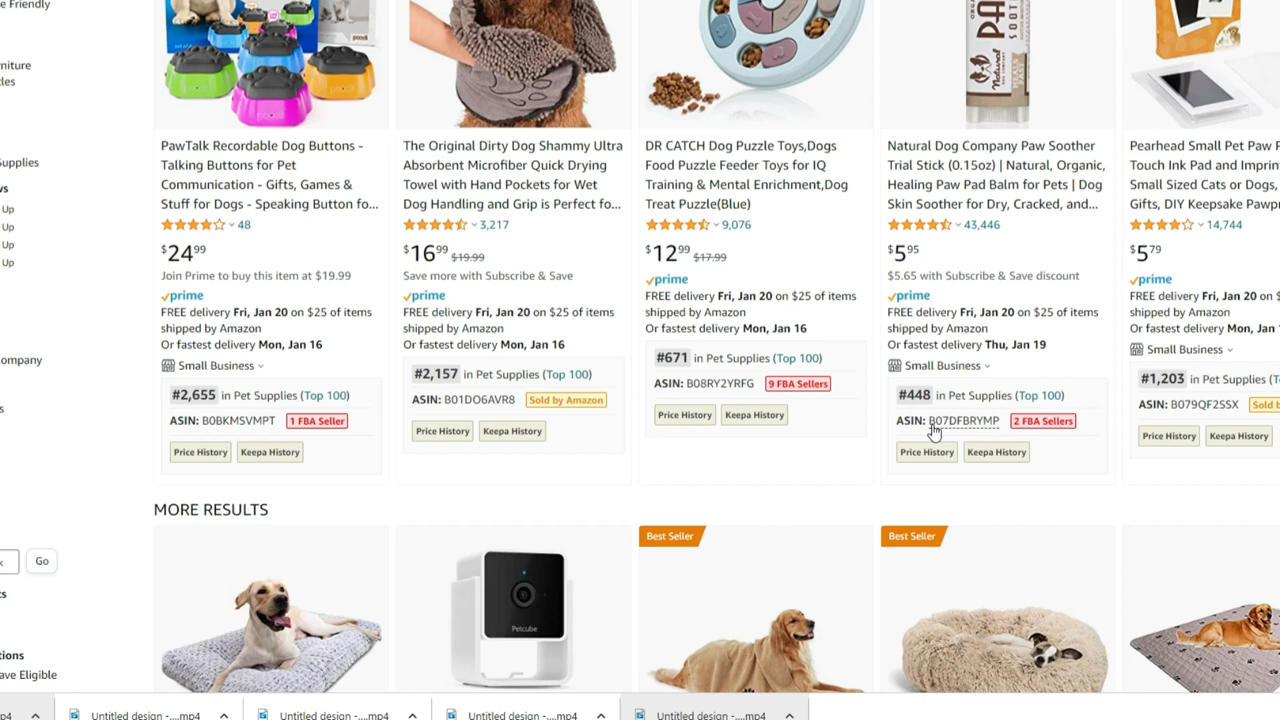 e Friendly
rniture
les
Supplies
ws
Up
Up
Up
Up
ompany
s
Go
ts
tions
ave Eligible
PawTalk Recordable Dog Buttons -
Talking Buttons for Pet
Communication - Gifts, Games &
Stuff for Dogs - Speaking Button fo...
48
$24.99
Join Prime to buy this item at $19.99
prime
FREE delivery Fri, Jan 20 on $25 of items
shipped by Amazon
Or fastest delivery Mon, Jan 16
Small Business
#2,655 in Pet Supplies (Top 100)
ASIN: B0BKMSVMPT 1 FBA Seller
Price History Keepa History
The Original Dirty Dog Shammy Ultra
Absorbent Microfiber Quick Drying
Towel with Hand Pockets for Wet
Dog Handling and Grip is Perfect fo...
3,217
$16.99 $19.99
Save more with Subscribe & Save
prime
FREE delivery Fri, Jan 20 on $25 of items
shipped by Amazon
Or fastest delivery Mon, Jan 16
#2,157 in Pet Supplies (Top 100)
ASIN: B01DO6AVR8 Sold by Amazon
Price History Keepa History
DR CATCH Dog Puzzle Toys,Dogs
Food Puzzle Feeder Toys for IQ
Training & Mental Enrichment,Dog
Treat Puzzle(Blue)
9,076
$12.99 $17.99
prime
FREE delivery Fri, Jan 20 on $25 of items
shipped by Amazon
Or fastest delivery Mon, Jan 16
#671 in Pet Supplies (Top 100)
ASIN: B08RY2YRFG 9 FBA Sellers
Price History Keepa History
PA
SOOT
Natural
Natural Dog Company Paw Soother
Trial Stick (0.15oz) | Natural, Organic,
Healing Paw Pad Balm for Pets | Dog
Skin Soother for Dry, Cracked, and...
43,446
$5.95
$5.65 with Subscribe & Save discount
prime
FREE delivery Fri, Jan 20 on $25 of items
shipped by Amazon
Or fastest delivery Thu, Jan 19
Small Business
#448 in Pet Supplies (Top 100)
ASIN: B07DFBRYMP 2 FBA Sellers
Price History Keepa History
Pearhead Small Pet Paw P
Touch Ink Pad and Imprin
Small Sized Cats or Dogs,
Gifts, DIY Keepsake Pawp
14,744
$5.79
prime
FREE delivery Fri, Jan 20
shipped by Amazon
Or fastest delivery Mon, Jan
Small Business
#1,203 in Pet Supplies (T
ASIN: B079QF2SSX Sold b
Price History Keepa History
MORE RESULTS
Petcube
Best Seller
Best Seller
p4
Untitled design -....mp4
Untitled design -....mp4
Untitled design -....mp4
Untitled design -....mp4